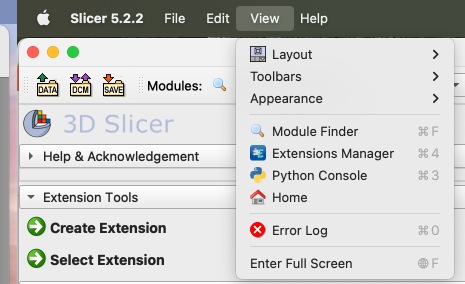 Slicer 5.2.2 File Edit View Help
Layout
Toolbars
Appearance
Module Finder ⌘F
Extensions Manager ⌘4
Python Console ⌘3
Home
Error Log ⌘0
Enter Full Screen 🌐F
DATA DCM SAVE Modules:
3D Slicer
Help & Acknowledgement
Extension Tools
Create Extension
Select Extension